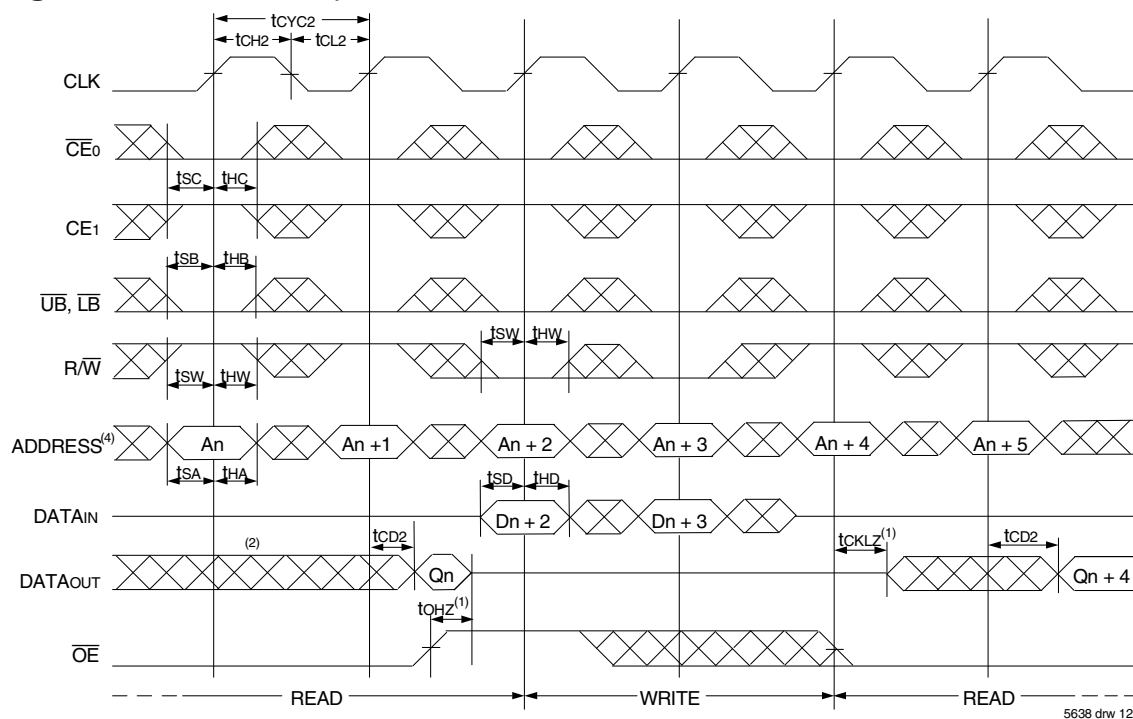 tCYC2
tCH2 tCL2
CLK
CE0
tSC tHC
CE1
tSB tHB
UB, LB
tSW tHW
R/W
tSW tHW
ADDRESS(4) An An +1 An + 2 An + 3 An + 4 An + 5
tSA tHA
tSD tHD
DATAIN Dn + 2 Dn + 3
(2) tCD2 tCKLZ(1) tCD2
DATAOUT Qn Qn + 4
tOHZ(1)
OE
READ WRITE READ
5638 drw 12